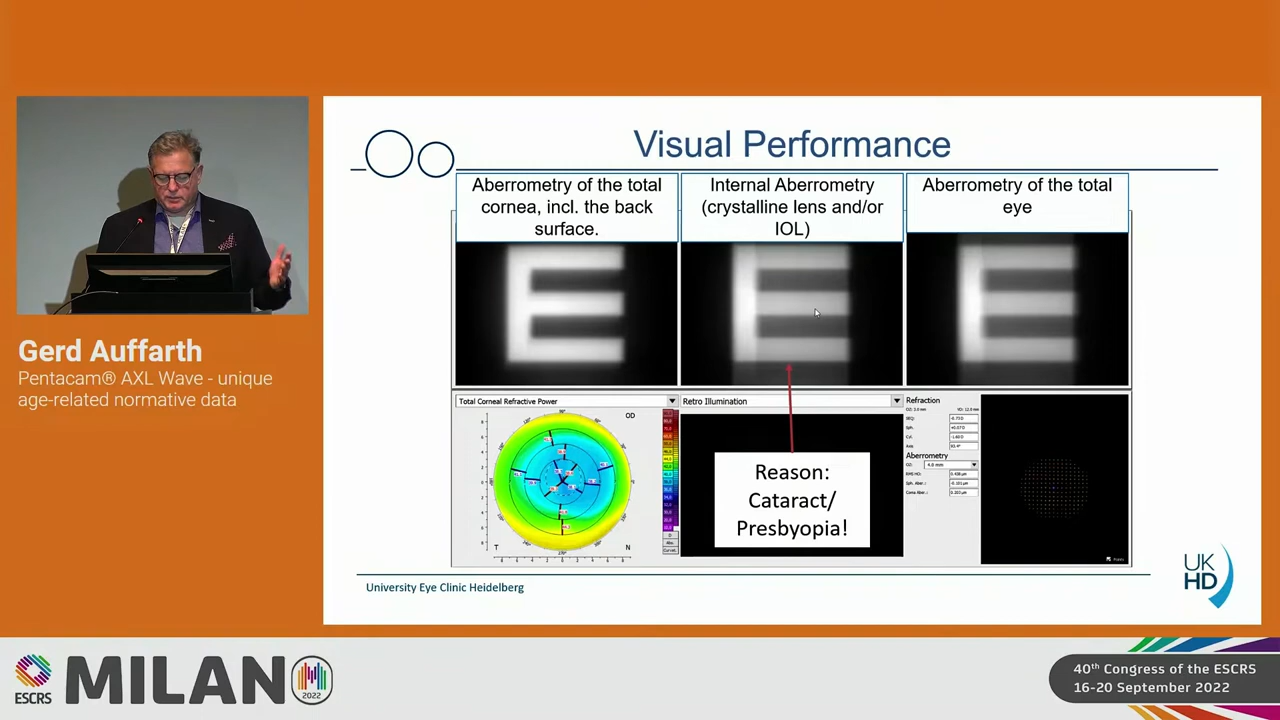 Visual Performance
Aberrometry of the total
cornea, incl. the back
surface.
Internal Aberrometry
(crystalline lens and/or
IOL)
Aberrometry of the total
eye
Total Corneal Refractive Power
OD
T
N
Retro Illumination
Reason:
Cataract/
Presbyopia!
Refraction
Aberrometry
University Eye Clinic Heidelberg
UK
HD
Gerd Auffarth
Pentacam® AXL Wave - unique
age-related normative data
ESCRS
MILANO
2022
40th Congress of the ESCRS
16-20 September 2022